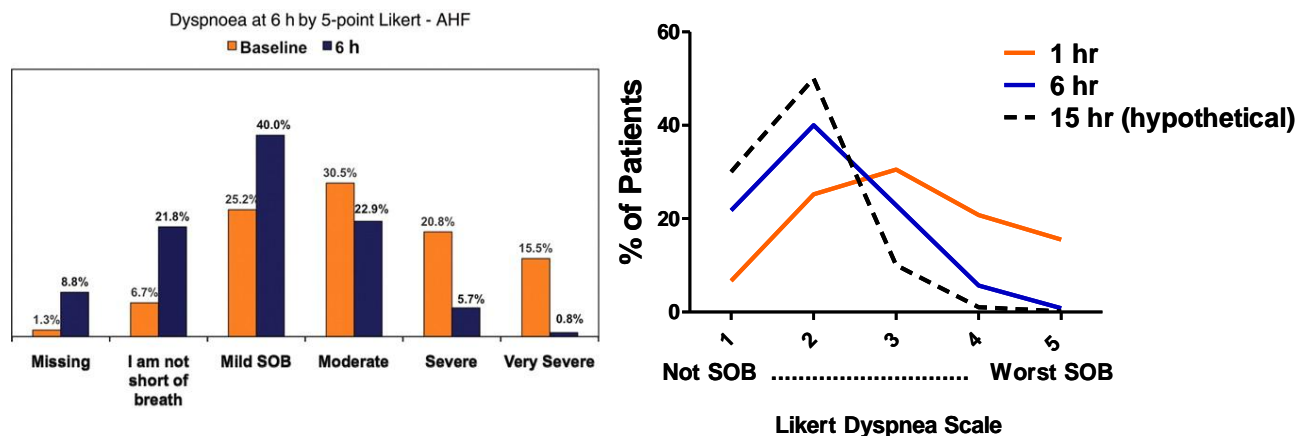 Dyspnoea at 6 h by 5-point Likert - AHF
Baseline 6 h
1.3% 8.8% 6.7% 21.8% 25.2% 40.0% 30.5% 22.9% 20.8% 5.7% 15.5% 0.8%
Missing I am not short of breath Mild SOB Moderate Severe Very Severe
% of Patients
60
40
20
0
1 hr
6 hr
15 hr (hypothetical)
1 2 3 4 5
Not SOB ..................... Worst SOB
Likert Dyspnea Scale